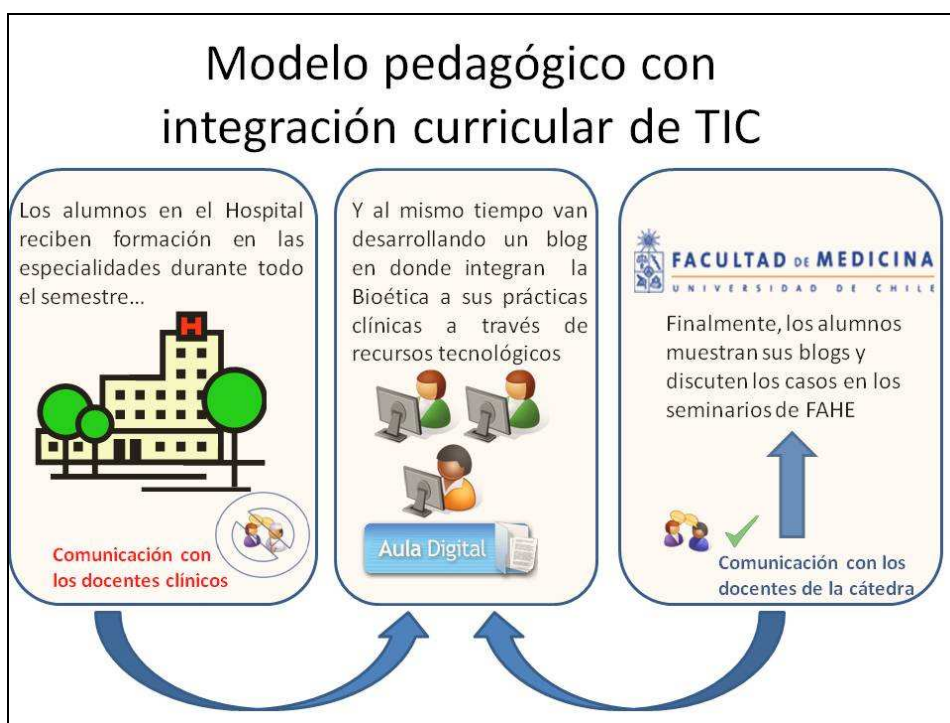 Modelo pedagógico con
integración curricular de TIC
Los alumnos en el Hospital
reciben formación en las
especialidades durante todo
el semestre...
H
Comunicación con
los docentes clínicos
Y al mismo tiempo van
desarrollando un blog
en donde integran la
Bioética a sus prácticas
clínicas a través de
recursos tecnológicos
Aula Digital
FACULTAD DE MEDICINA
UNIVERSIDAD DE CHILE
Finalmente, los alumnos
muestran sus blogs y
discuten los casos en los
seminarios de FAHE
Comunicación con los
docentes de la cátedra